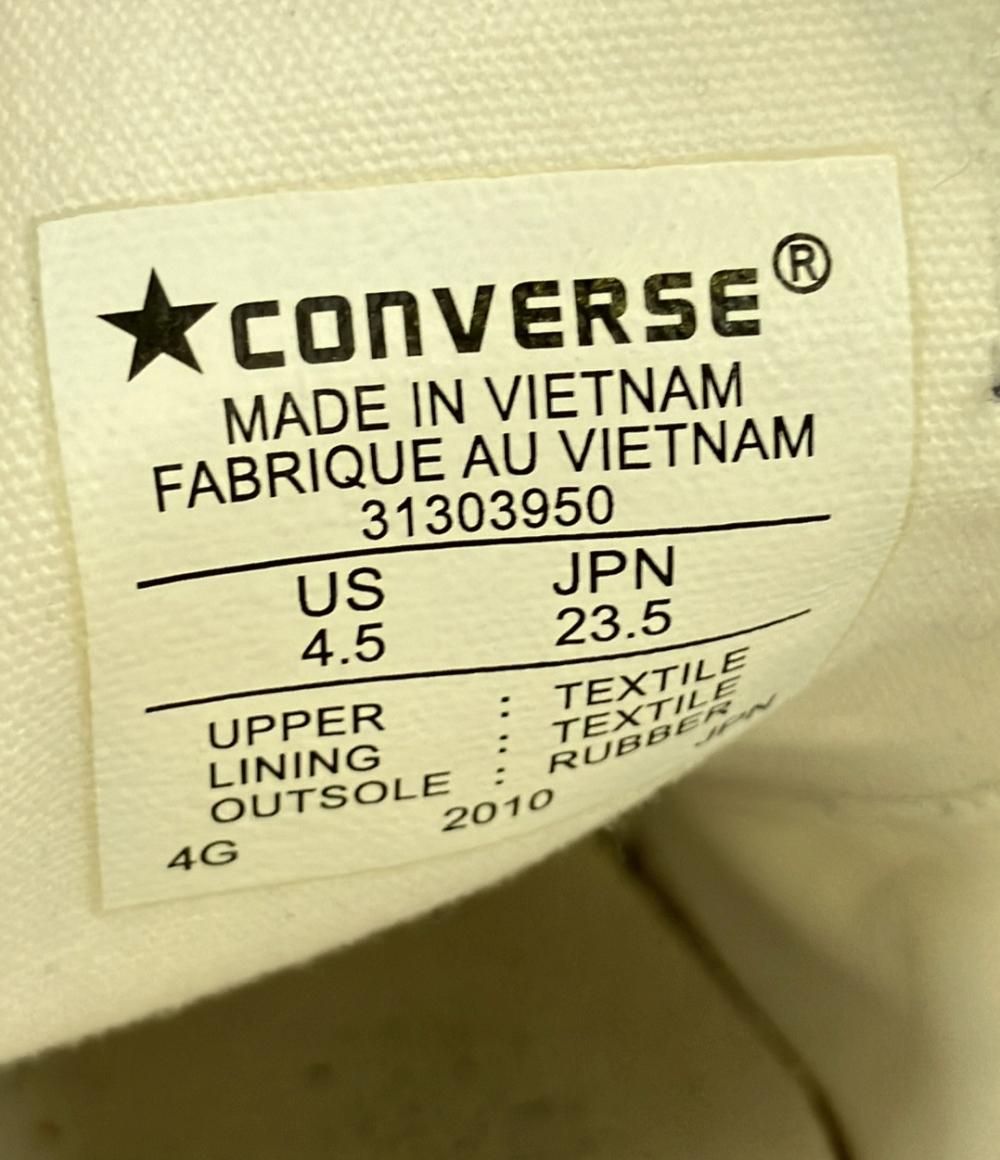 ★CONVERSE®
MADE IN VIETNAM
FABRIQUE AU VIETNAM
31303950
US JPN
4.5 23.5
UPPER : TEXTILE
LINING : TEXTILE
OUTSOLE : RUBBER
4G 2010 JPN